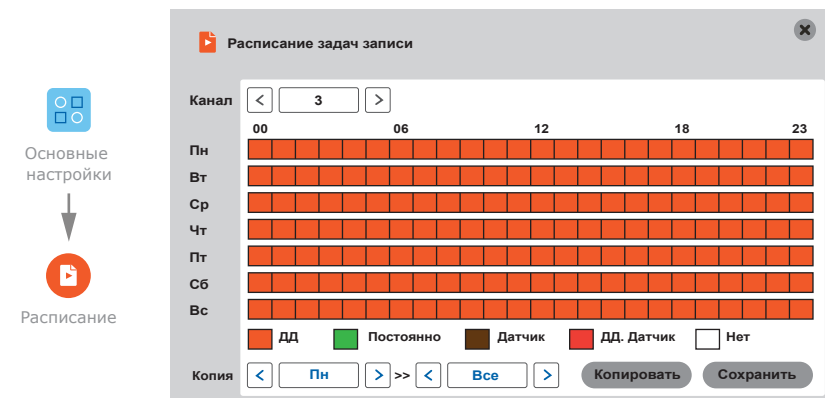 Расписание задач записи
Канал 3
00 06 12 18 23
Пн
Вт
Ср
Чт
Пт
Сб
Вс
ДД Постоянно Датчик ДД. Датчик Нет
Копия Пн >> Все Копировать Сохранить
Основные
настройки
Расписание